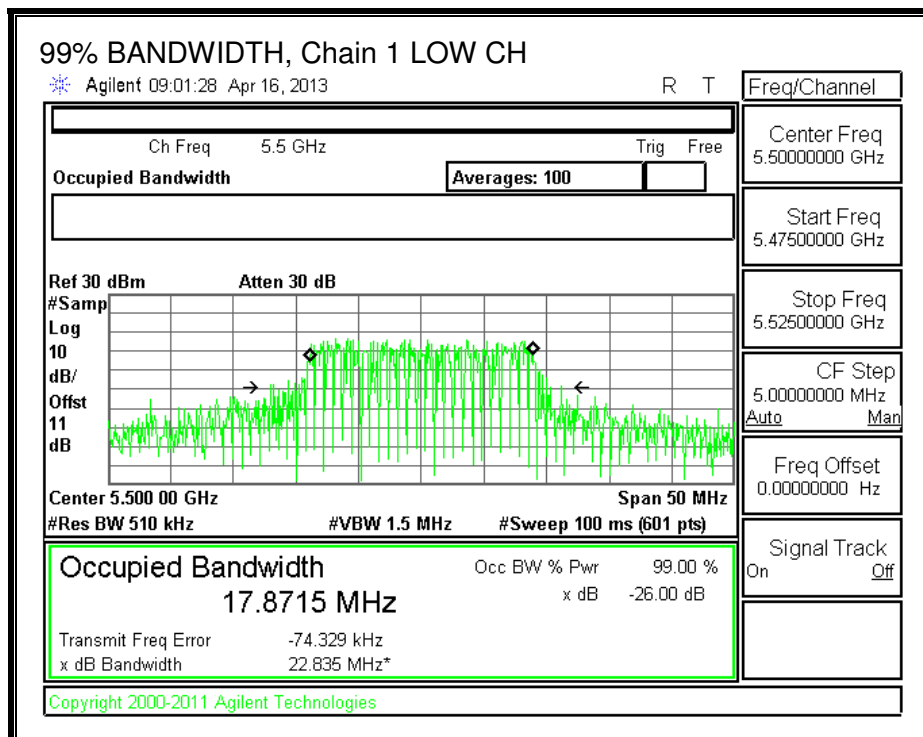 99% BANDWIDTH, Chain 1 LOW CH
Agilent 09:01:28 Apr 16, 2013 R T
Ch Freq 5.5 GHz Trig Free
Occupied Bandwidth Averages: 100
Ref 30 dBm Atten 30 dB
#Samp
Log
10
dB/
Offst
11
dB
Center 5.500 00 GHz Span 50 MHz
#Res BW 510 kHz #VBW 1.5 MHz #Sweep 100 ms (601 pts)
Occupied Bandwidth Occ BW % Pwr 99.00 %
17.8715 MHz x dB -26.00 dB
Transmit Freq Error -74.329 kHz
x dB Bandwidth 22.835 MHz*
Copyright 2000-2011 Agilent Technologies
Freq/Channel
Center Freq
5.50000000 GHz
Start Freq
5.47500000 GHz
Stop Freq
5.52500000 GHz
CF Step
5.00000000 MHz
Auto Man
Freq Offset
0.00000000 Hz
Signal Track
On Off